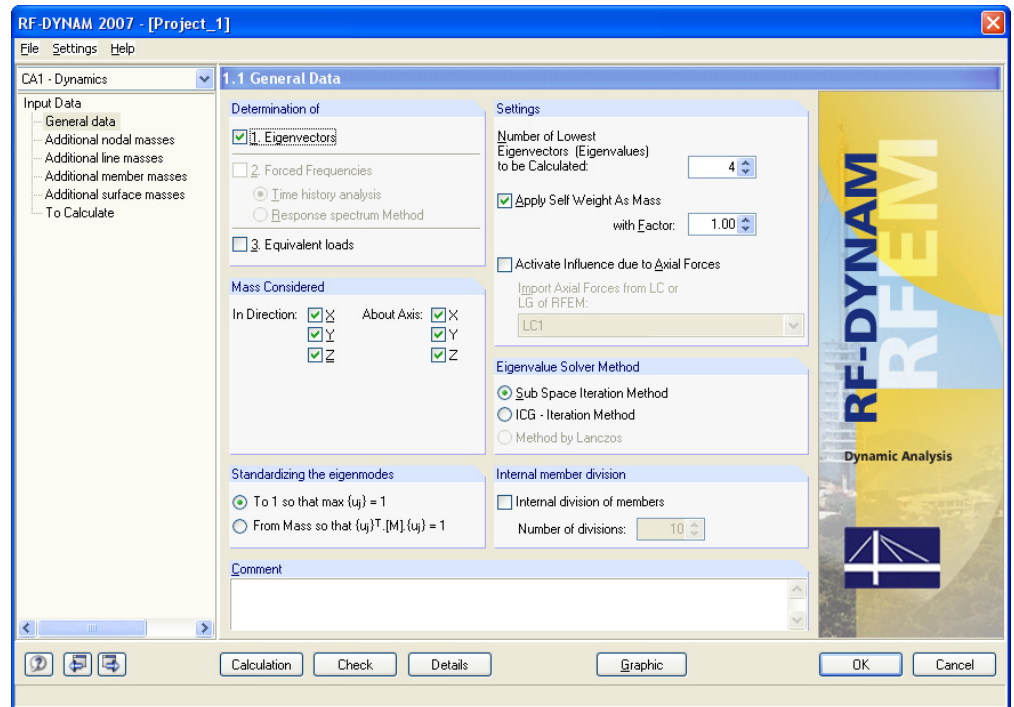 RF-DYNAM 2007 - [Project_1]
File Settings Help
CA1 - Dynamics
1.1 General Data
Input Data
General data
Additional nodal masses
Additional line masses
Additional member masses
Additional surface masses
To Calculate
Determination of
1. Eigenvectors
2. Forced Frequencies
Time history analysis
Response spectrum Method
3. Equivalent loads
Mass Considered
In Direction: X About Axis: X
Y Y
Z Z
Standardizing the eigenmodes
To 1 so that max {uj} = 1
From Mass so that {uj}ᵀ.[M].{uj} = 1
Settings
Number of Lowest
Eigenvectors (Eigenvalues)
to be Calculated: 4
Apply Self Weight As Mass
with Factor: 1.00
Activate Influence due to Axial Forces
Import Axial Forces from LC or
LG of RFEM:
LC1
Eigenvalue Solver Method
Sub Space Iteration Method
ICG - Iteration Method
Method by Lanczos
Internal member division
Internal division of members
Number of divisions: 10
Comment
RF-DYNAM
RFEM
Dynamic Analysis
Calculation Check Details Graphic OK Cancel